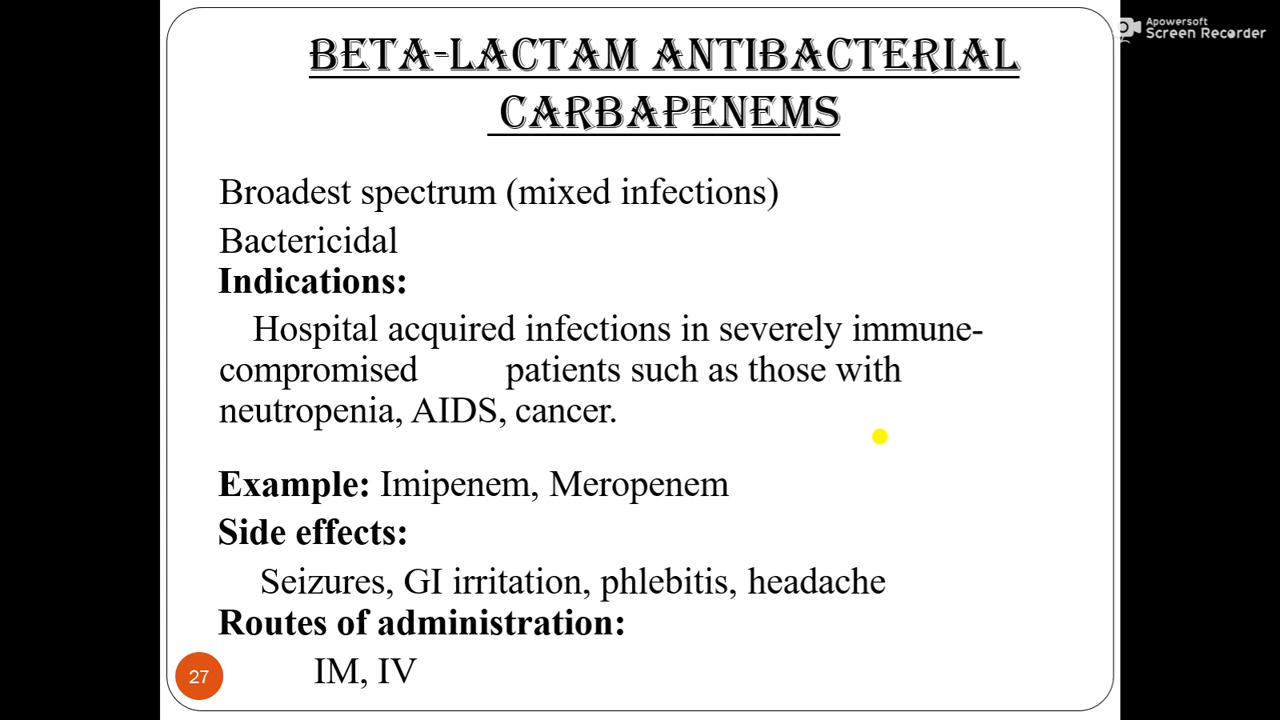 BETA-LACTAM ANTIBACTERIAL
CARBAPENEMS
Apowersoft
Screen Recorder
Broadest spectrum (mixed infections)
Bactericidal
Indications:
Hospital acquired infections in severely immune-
compromised patients such as those with
neutropenia, AIDS, cancer.
Example: Imipenem, Meropenem
Side effects:
Seizures, GI irritation, phlebitis, headache
Routes of administration:
IM, IV
27